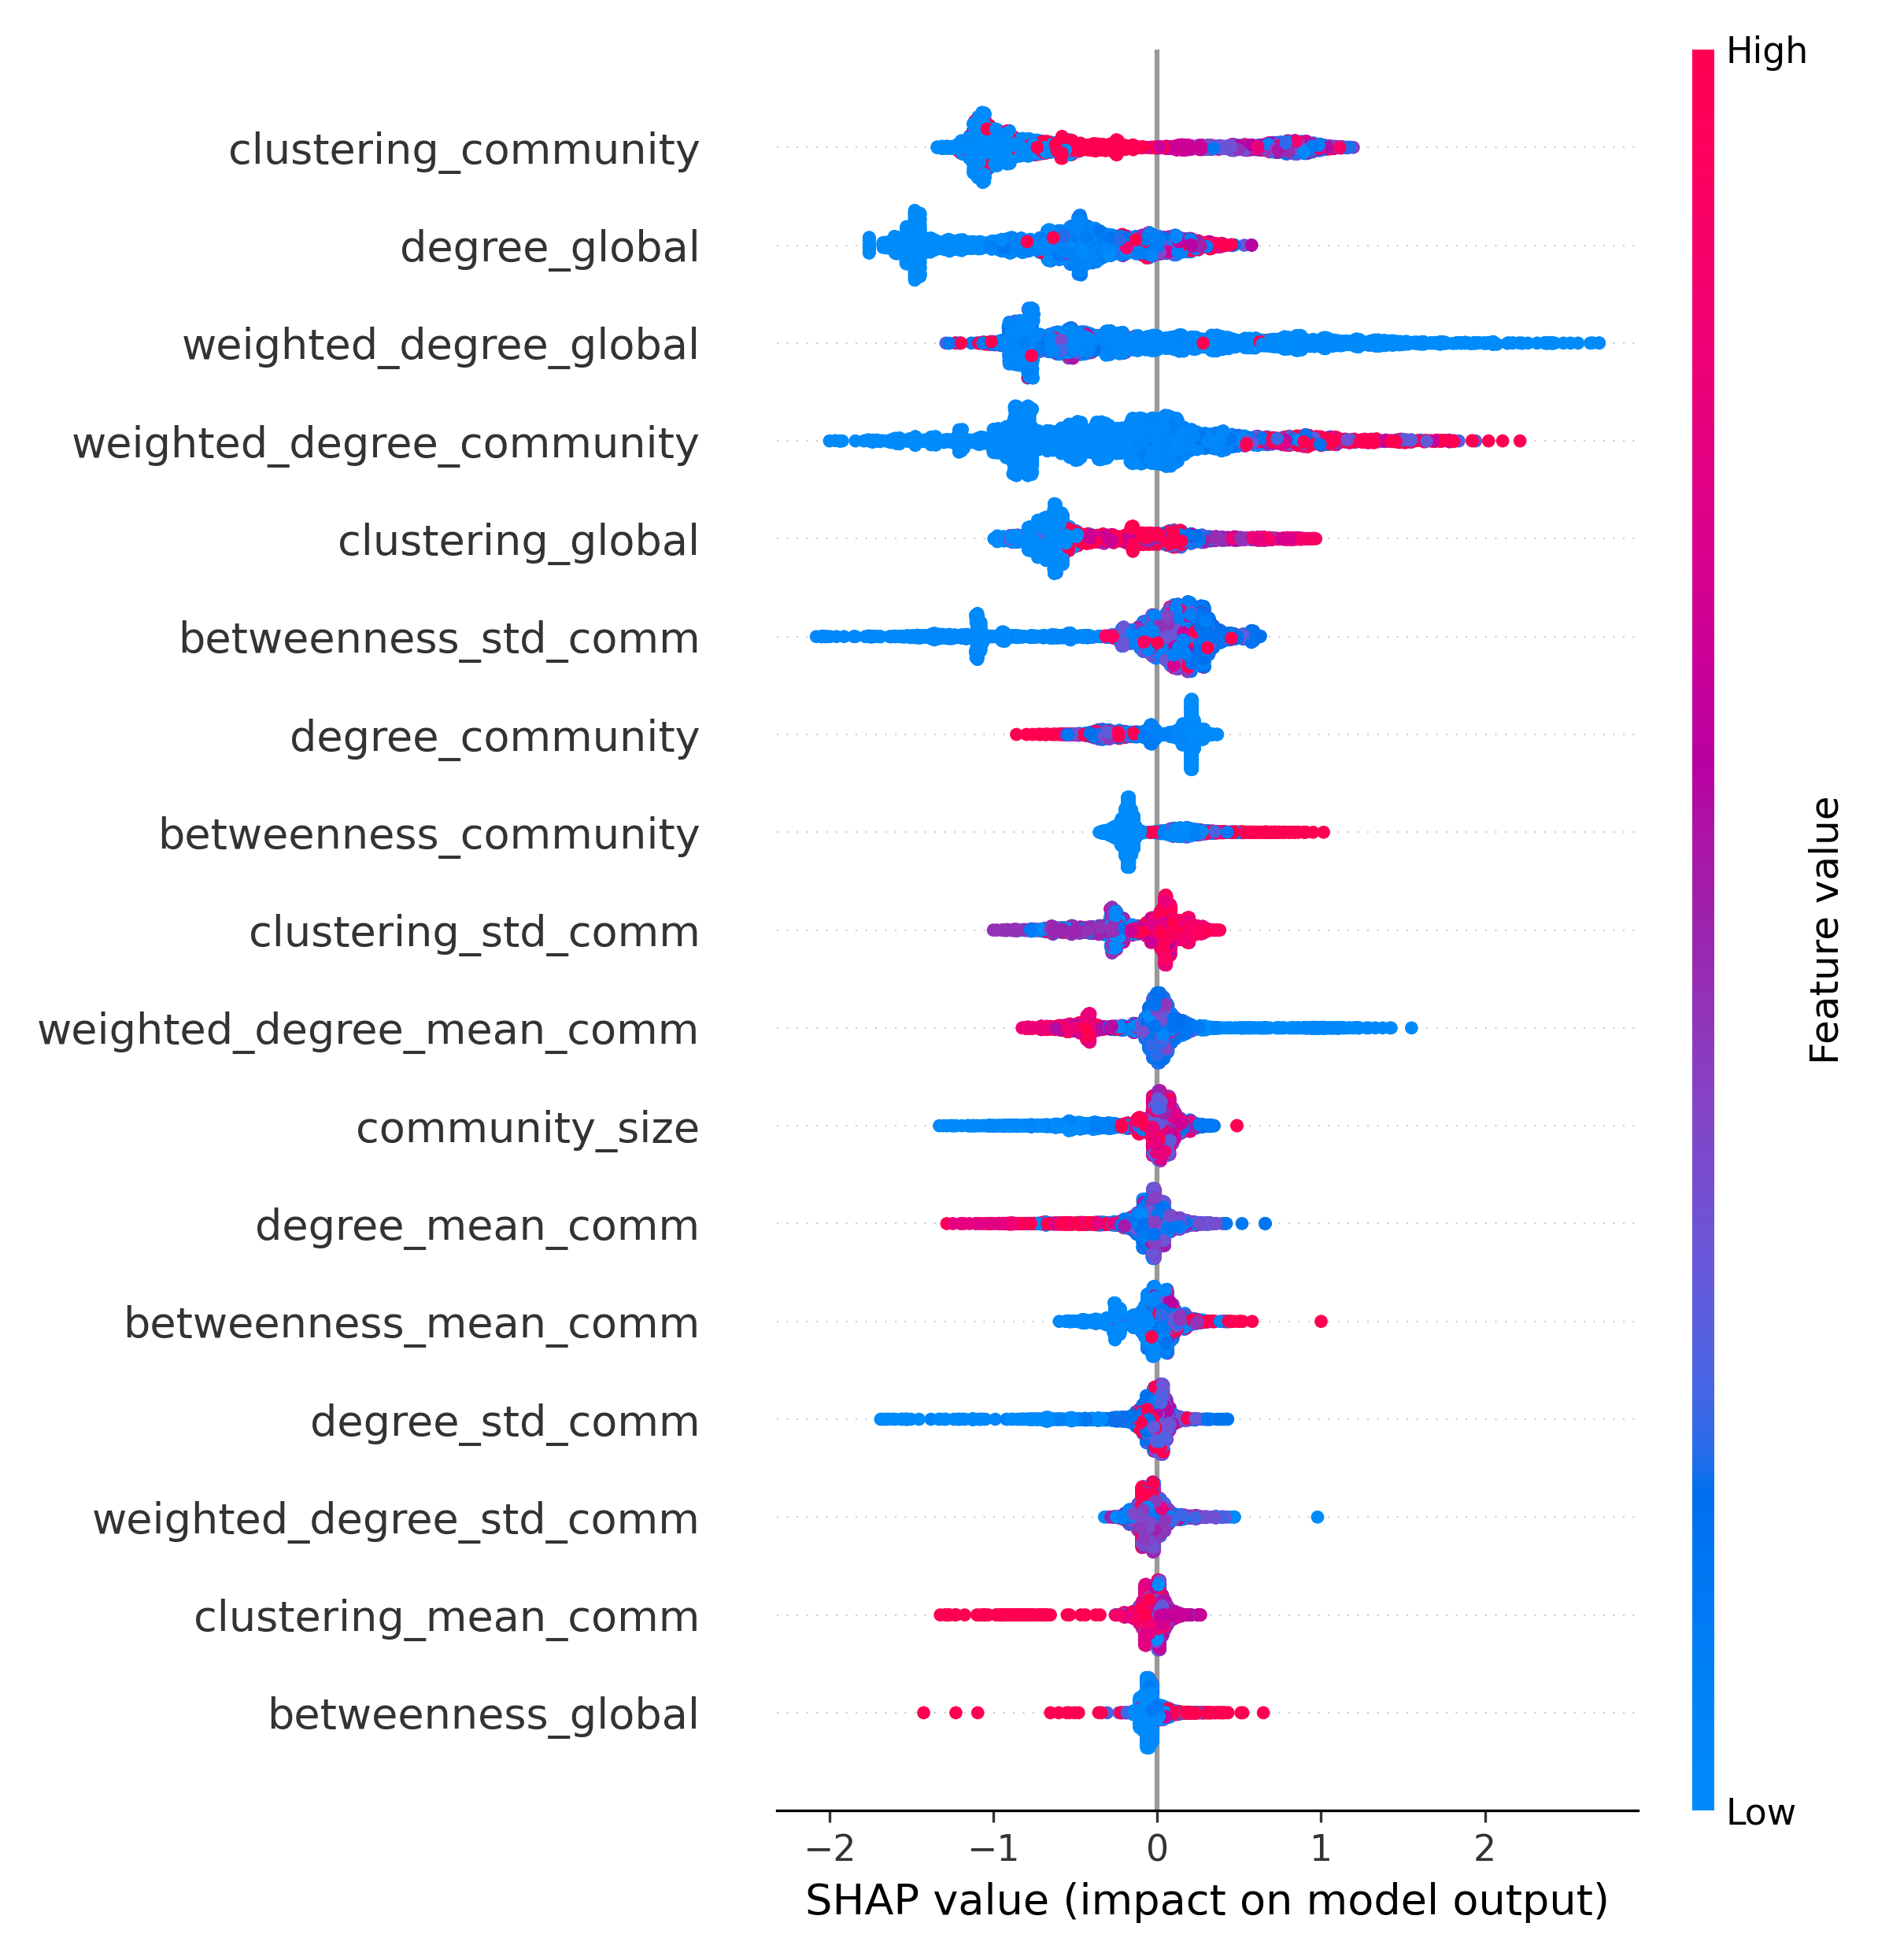 High
clustering_community
degree_global
weighted_degree_global
weighted_degree_community
clustering_global
betweenness_std_comm
degree_community
betweenness_community
clustering_std_comm
weighted_degree_mean_comm
community_size
degree_mean_comm
betweenness_mean_comm
degree_std_comm
weighted_degree_std_comm
clustering_mean_comm
betweenness_global
Feature value
Low
−2 −1 0 1 2
SHAP value (impact on model output)